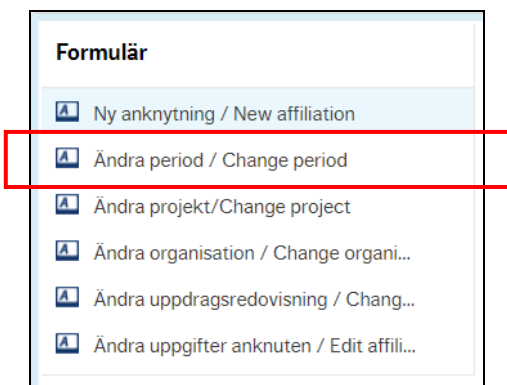 Formulär
Ny anknytning / New affiliation
Ändra period / Change period
Ändra projekt/Change project
Ändra organisation / Change organi...
Ändra uppdragsredovisning / Chang...
Ändra uppgifter anknuten / Edit affili...